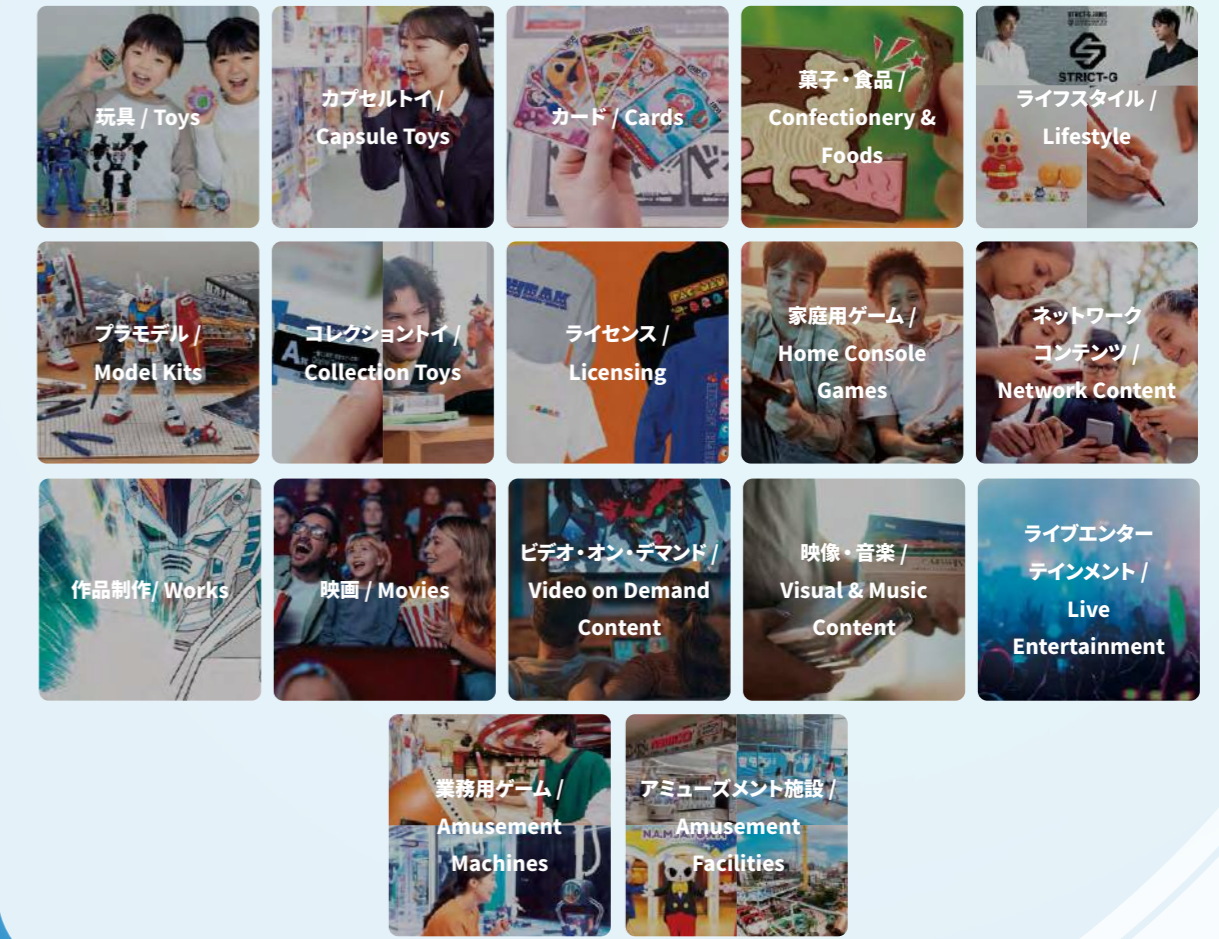 玩具 / Toys
カプセルトイ /
Capsule Toys
カード / Cards
菓子・食品 /
Confectionery &
Foods
STRICT-G
ライフスタイル /
Lifestyle
プラモデル /
Model Kits
コレクショントイ /
Collection Toys
ライセンス /
Licensing
PAC-MAN
家庭用ゲーム /
Home Console
Games
ネットワーク
コンテンツ /
Network Content
作品制作/ Works
映画 / Movies
ビデオ・オン・デマンド /
Video on Demand
Content
映像・音楽 /
Visual & Music
Content
ライブエンター
テインメント /
Live
Entertainment
業務用ゲーム /
Amusement
Machines
namco
アミューズメント施設 /
Amusement
Facilities
NAMJATOWN